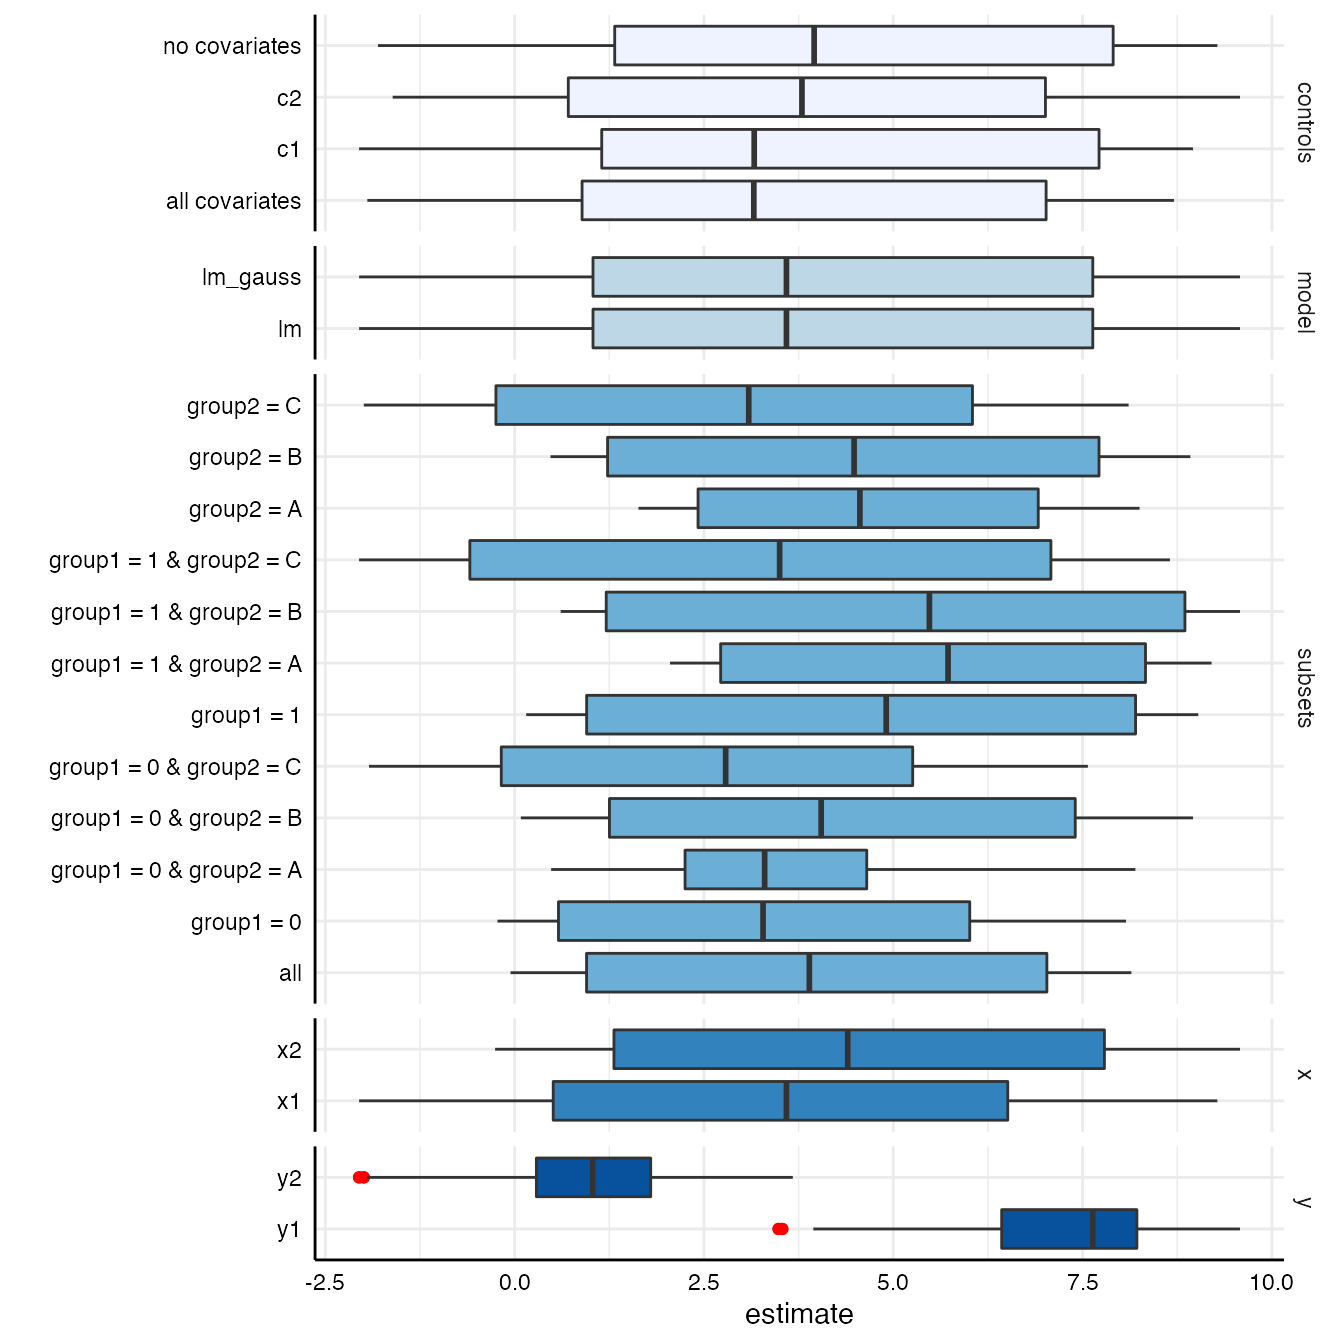 no covariates
c2
c1
all covariates
controls
lm_gauss
lm
model
group2 = C
group2 = B
group2 = A
group1 = 1 & group2 = C
group1 = 1 & group2 = B
group1 = 1 & group2 = A
group1 = 1
group1 = 0 & group2 = C
group1 = 0 & group2 = B
group1 = 0 & group2 = A
group1 = 0
all
subsets
x2
x1
x
y2
y1
y
-2.5 0.0 2.5 5.0 7.5 10.0
estimate